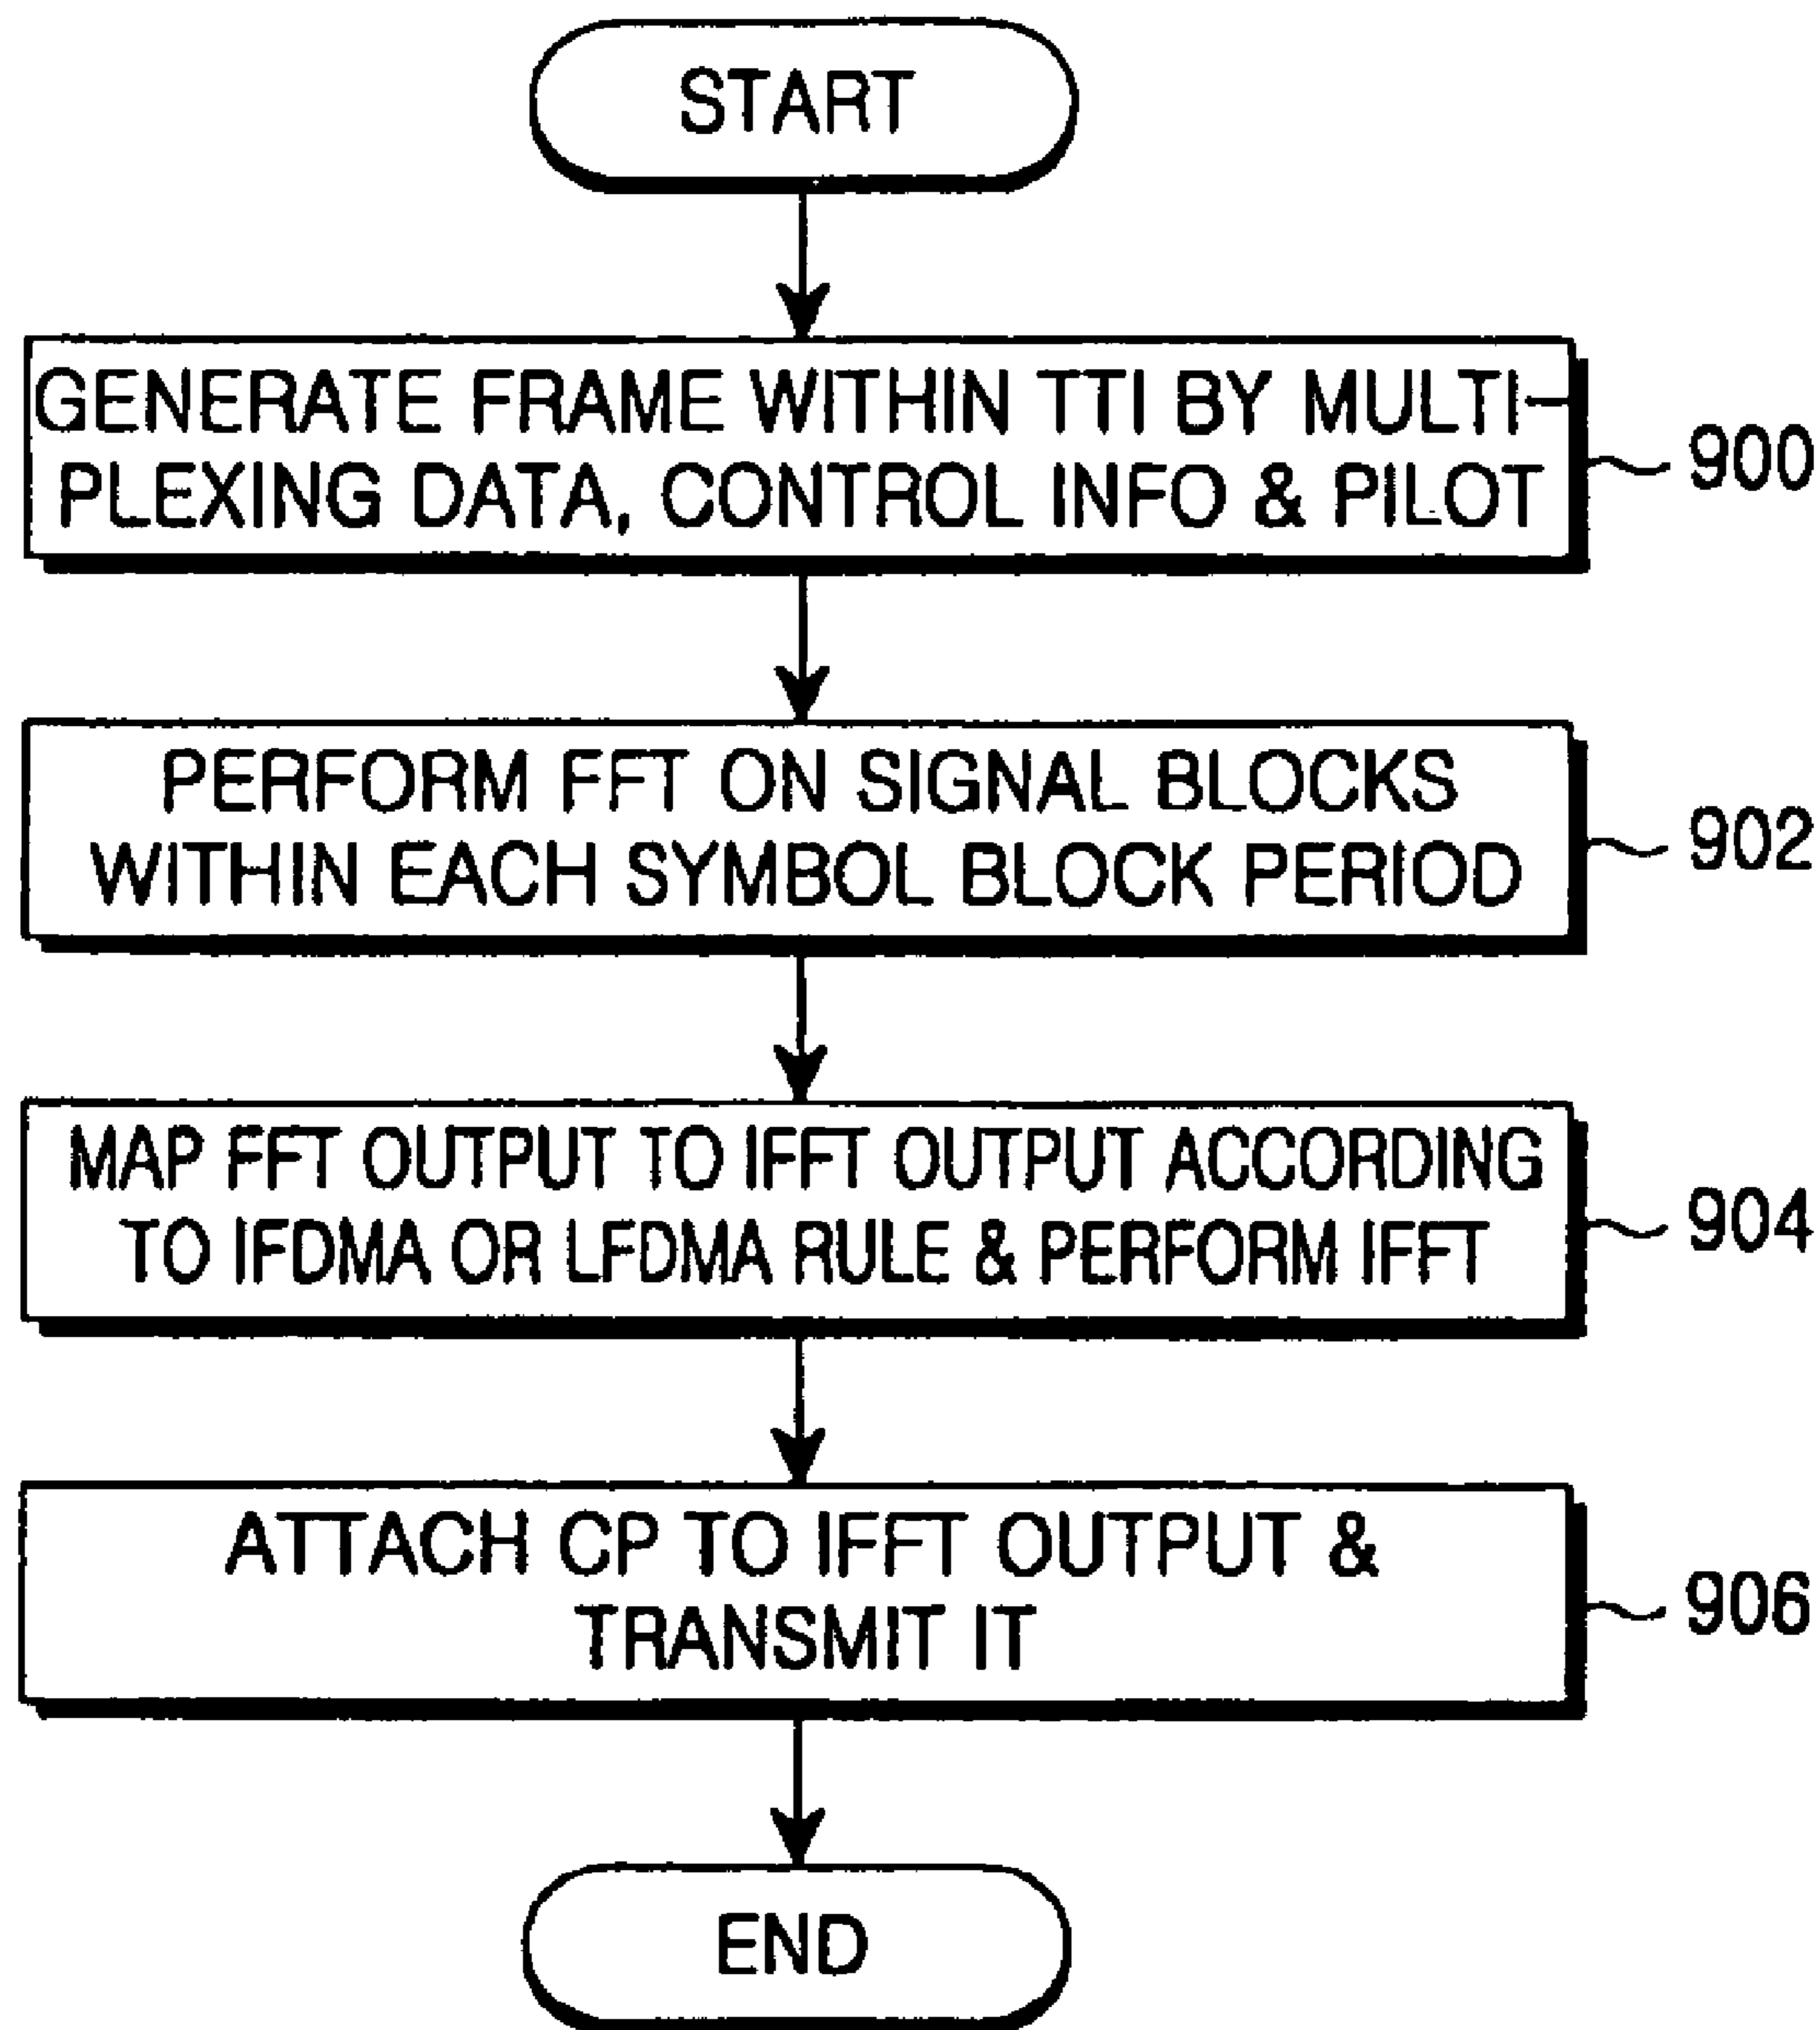 START
GENERATE FRAME WITHIN TTI BY MULTI-
PLEXING DATA, CONTROL INFO & PILOT
900
PERFORM FFT ON SIGNAL BLOCKS
WITHIN EACH SYMBOL BLOCK PERIOD
902
MAP FFT OUTPUT TO IFFT OUTPUT ACCORDING
TO IFDMA OR LFDMA RULE & PERFORM IFFT
904
ATTACH CP TO IFFT OUTPUT &
TRANSMIT IT
906
END